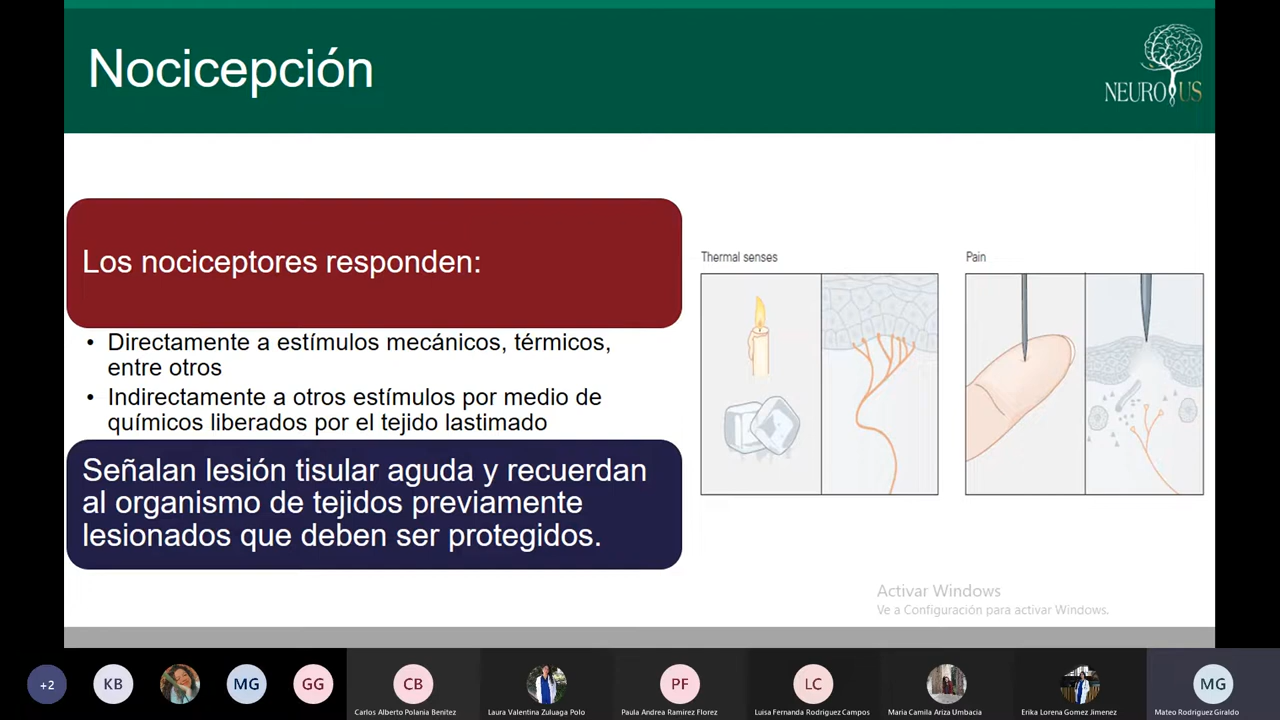 Nocicepción
NEURO US
Los nociceptores responden:
• Directamente a estímulos mecánicos, térmicos,
entre otros
• Indirectamente a otros estímulos por medio de
químicos liberados por el tejido lastimado
Señalan lesión tisular aguda y recuerdan
al organismo de tejidos previamente
lesionados que deben ser protegidos.
Thermal senses
Pain
Activar Windows
Ve a Configuración para activar Windows.
+2
KB
MG
GG
CB
Carlos Alberto Polania Benitez
Laura Valentina Zuluaga Polo
PF
Paula Andrea Ramirez Florez
LC
Luisa Fernanda Rodriguez Campos
Maria Camila Ariza Umbacia
Erika Lorena Gomez Jimenez
MG
Mateo Rodriguez Giraldo